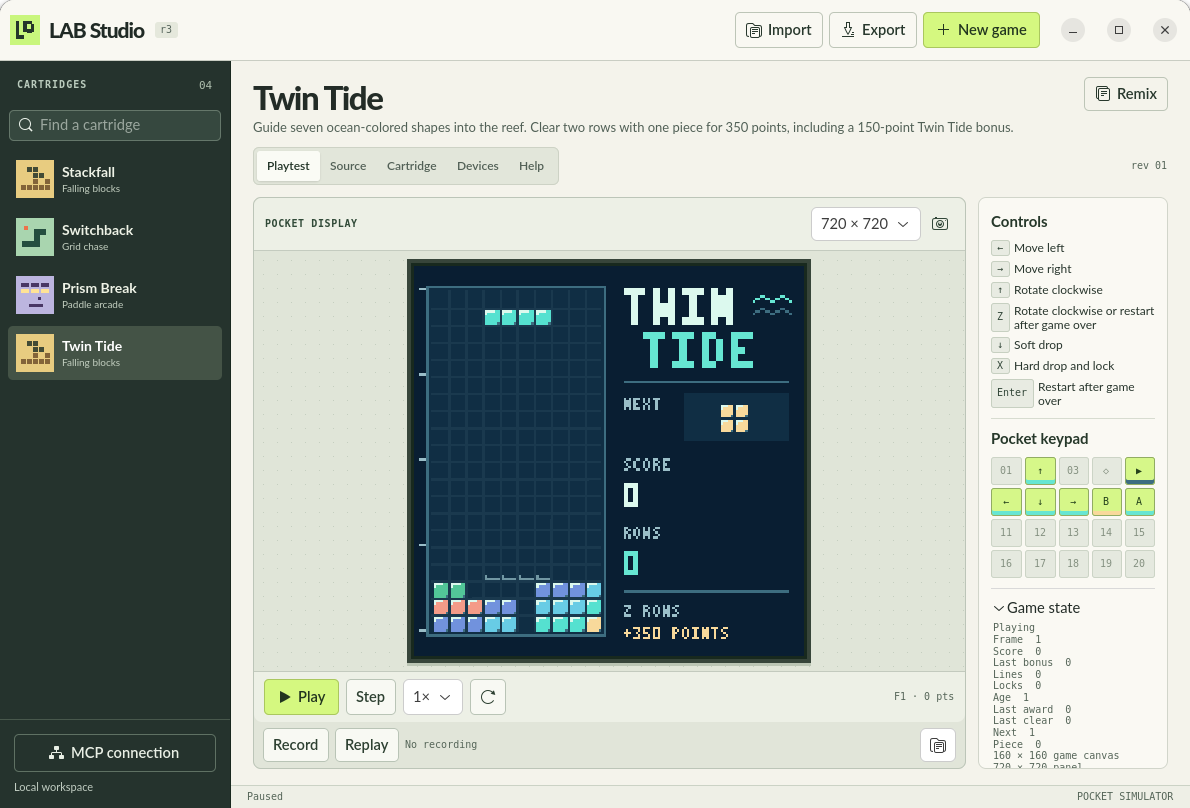 LAB Studio r3
Import
Export
+ New game
CARTRIDGES 04
Find a cartridge
Stackfall
Falling blocks
Switchback
Grid chase
Prism Break
Paddle arcade
Twin Tide
Falling blocks
MCP connection
Local workspace
Twin Tide
Remix
Guide seven ocean-colored shapes into the reef. Clear two rows with one piece for 350 points, including a 150-point Twin Tide bonus.
Playtest Source Cartridge Devices Help
rev 01
POCKET DISPLAY
720 × 720
TWIN
TIDE
NEXT
SCORE
0
ROWS
0
2 ROWS
+350 POINTS
Play
Step
1×
F1 · 0 pts
Record
Replay
No recording
Controls
← Move left
→ Move right
↑ Rotate clockwise
Z Rotate clockwise or restart
after game over
↓ Soft drop
X Hard drop and lock
Enter Restart after game
over
Pocket keypad
01 ↑ 03 ◇ ▶
← ↓ → B A
11 12 13 14 15
16 17 18 19 20
Game state
Playing
Frame 1
Score 0
Last bonus 0
Lines 0
Locks 0
Age 1
Last award 0
Last clear 0
Next 1
Piece 0
160 × 160 game canvas
720 × 720 panel
Paused
POCKET SIMULATOR